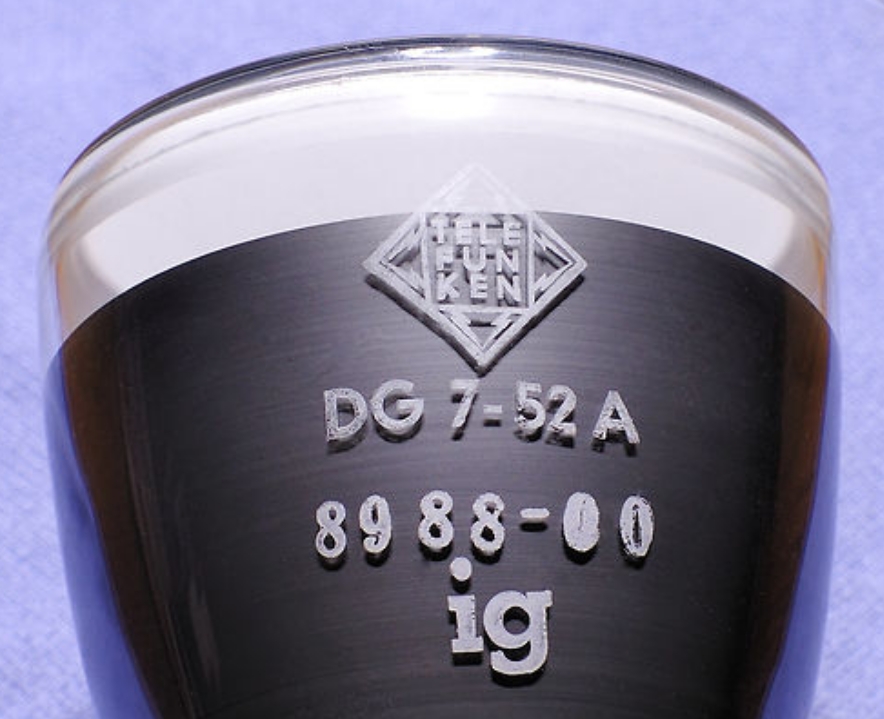 TELE
FUN
KEN
DG 7-52 A
8988-00
ig